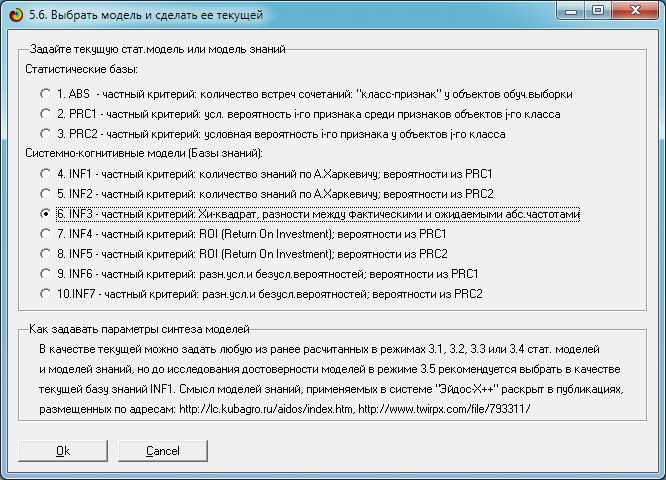 5.6. Выбрать модель и сделать ее текущей
Задайте текущую стат.модель или модель знаний
Статистические базы:
1. ABS - частный критерий: количество встреч сочетаний: "класс-признак" у объектов обуч.выборки
2. PRC1 - частный критерий: усл. вероятность i-го признака среди признаков объектов j-го класса
3. PRC2 - частный критерий: условная вероятность i-го признака у объектов j-го класса
Системно-когнитивные модели (Базы знаний):
4. INF1 - частный критерий: количество знаний по А.Харкевичу; вероятности из PRC1
5. INF2 - частный критерий: количество знаний по А.Харкевичу; вероятности из PRC2
6. INF3 - частный критерий: Хи-квадрат, разности между фактическими и ожидаемыми абс.частотами
7. INF4 - частный критерий: ROI (Return On Investment); вероятности из PRC1
8. INF5 - частный критерий: ROI (Return On Investment); вероятности из PRC2
9. INF6 - частный критерий: разн.усл.и безусл.вероятностей; вероятности из PRC1
10.INF7 - частный критерий: разн.усл.и безусл.вероятностей; вероятности из PRC2
Как задавать параметры синтеза моделей
В качестве текущей можно задать любую из ранее расчитанных в режимах 3.1, 3.2, 3.3 или 3.4 стат. моделей
и моделей знаний, но до исследования достоверности моделей в режиме 3.5 рекомендуется выбрать в качестве
текущей базу знаний INF1. Смысл моделей знаний, применяемых в системе "Эйдос-Х++" раскрыт в публикациях,
размещенных по адресам: http://lc.kubagro.ru/aidos/index.htm, http://www.twirpx.com/file/793311/
Ok
Cancel